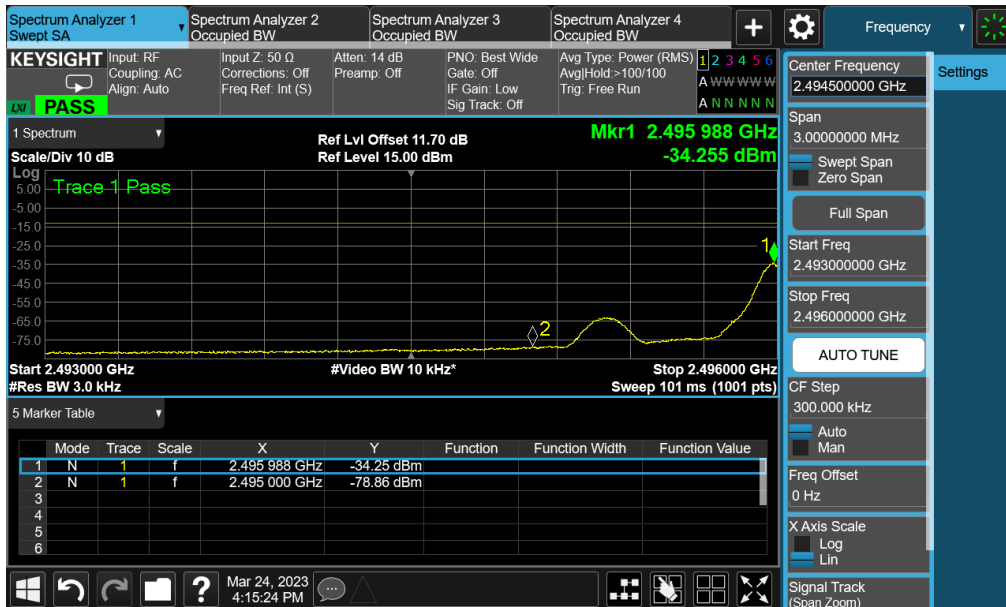 Spectrum Analyzer 1
Swept SA
Spectrum Analyzer 2
Occupied BW
Spectrum Analyzer 3
Occupied BW
Spectrum Analyzer 4
Occupied BW
+
Frequency
KEYSIGHT
LXI PASS
Input: RF
Coupling: AC
Align: Auto
Input Z: 50 Ω
Corrections: Off
Freq Ref: Int (S)
Atten: 14 dB
Preamp: Off
PNO: Best Wide
Gate: Off
IF Gain: Low
Sig Track: Off
Avg Type: Power (RMS)
Avg|Hold:>100/100
Trig: Free Run
1 2 3 4 5 6
A W W W W W
A N N N N N
1 Spectrum
Scale/Div 10 dB
Ref Lvl Offset 11.70 dB
Ref Level 15.00 dBm
Mkr1 2.495 988 GHz
-34.255 dBm
Log
Trace 1 Pass
5.00
-5.00
-15.0
-25.0
-35.0
-45.0
-55.0
-65.0
-75.0
1
2
Start 2.493000 GHz
#Res BW 3.0 kHz
#Video BW 10 kHz*
Stop 2.496000 GHz
Sweep 101 ms (1001 pts)
5 Marker Table
Mode Trace Scale X Y Function Function Width Function Value
1 N 1 f 2.495 988 GHz -34.25 dBm
2 N 1 f 2.495 000 GHz -78.86 dBm
3
4
5
6
Center Frequency
2.494500000 GHz
Settings
Span
3.00000000 MHz
Swept Span
Zero Span
Full Span
Start Freq
2.493000000 GHz
Stop Freq
2.496000000 GHz
AUTO TUNE
CF Step
300.000 kHz
Auto
Man
Freq Offset
0 Hz
X Axis Scale
Log
Lin
Signal Track
(Span Zoom)
?
Mar 24, 2023
4:15:24 PM